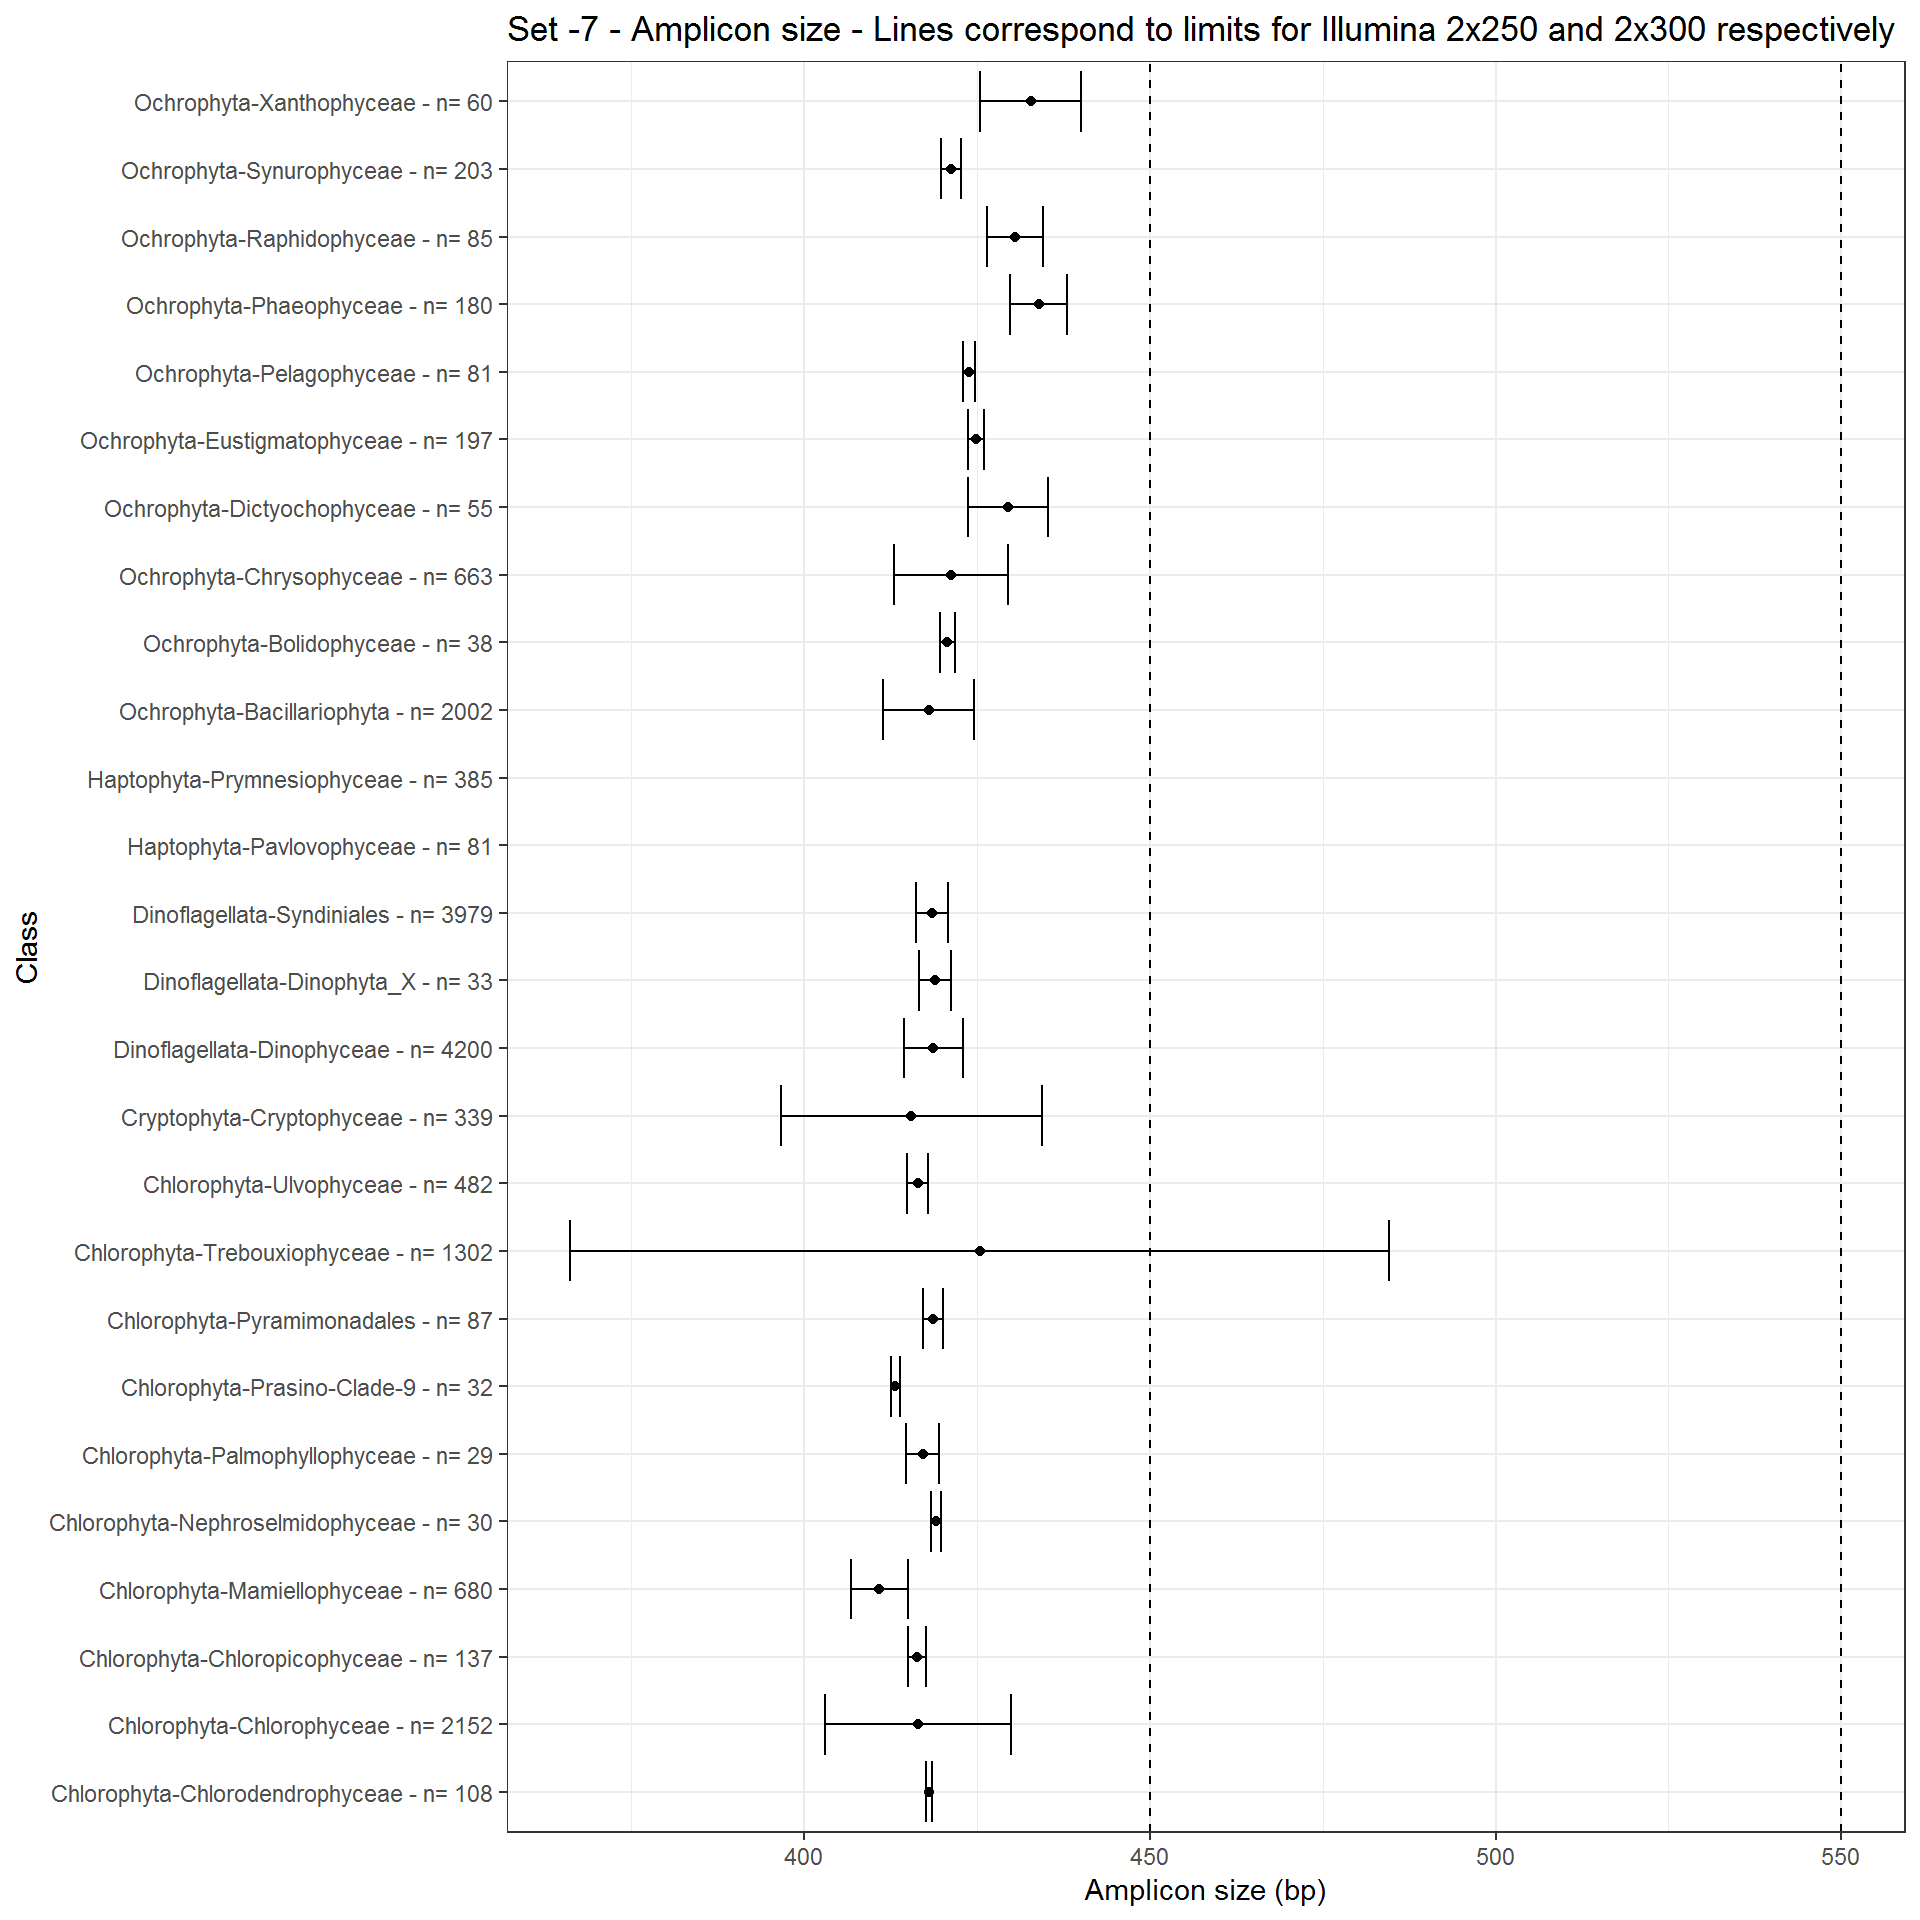 Set -7 - Amplicon size - Lines correspond to limits for Illumina 2x250 and 2x300 respectively
Ochrophyta-Xanthophyceae - n= 60
Ochrophyta-Synurophyceae - n= 203
Ochrophyta-Raphidophyceae - n= 85
Ochrophyta-Phaeophyceae - n= 180
Ochrophyta-Pelagophyceae - n= 81
Ochrophyta-Eustigmatophyceae - n= 197
Ochrophyta-Dictyochophyceae - n= 55
Ochrophyta-Chrysophyceae - n= 663
Ochrophyta-Bolidophyceae - n= 38
Ochrophyta-Bacillariophyta - n= 2002
Haptophyta-Prymnesiophyceae - n= 385
Haptophyta-Pavlovophyceae - n= 81
Dinoflagellata-Syndiniales - n= 3979
Dinoflagellata-Dinophyta_X - n= 33
Dinoflagellata-Dinophyceae - n= 4200
Cryptophyta-Cryptophyceae - n= 339
Chlorophyta-Ulvophyceae - n= 482
Chlorophyta-Trebouxiophyceae - n= 1302
Chlorophyta-Pyramimonadales - n= 87
Chlorophyta-Prasino-Clade-9 - n= 32
Chlorophyta-Palmophyllophyceae - n= 29
Chlorophyta-Nephroselmidophyceae - n= 30
Chlorophyta-Mamiellophyceae - n= 680
Chlorophyta-Chloropicophyceae - n= 137
Chlorophyta-Chlorophyceae - n= 2152
Chlorophyta-Chlorodendrophyceae - n= 108
Class
400 450 500 550
Amplicon size (bp)